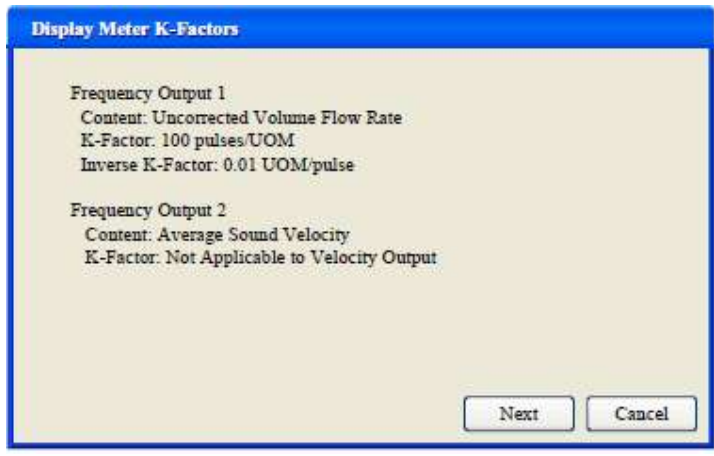 Display Meter K-Factors
Frequency Output 1
Content: Uncorrected Volume Flow Rate
K-Factor: 100 pulses/UOM
Inverse K-Factor: 0.01 UOM/pulse
Frequency Output 2
Content: Average Sound Velocity
K-Factor: Not Applicable to Velocity Output
Next
Cancel